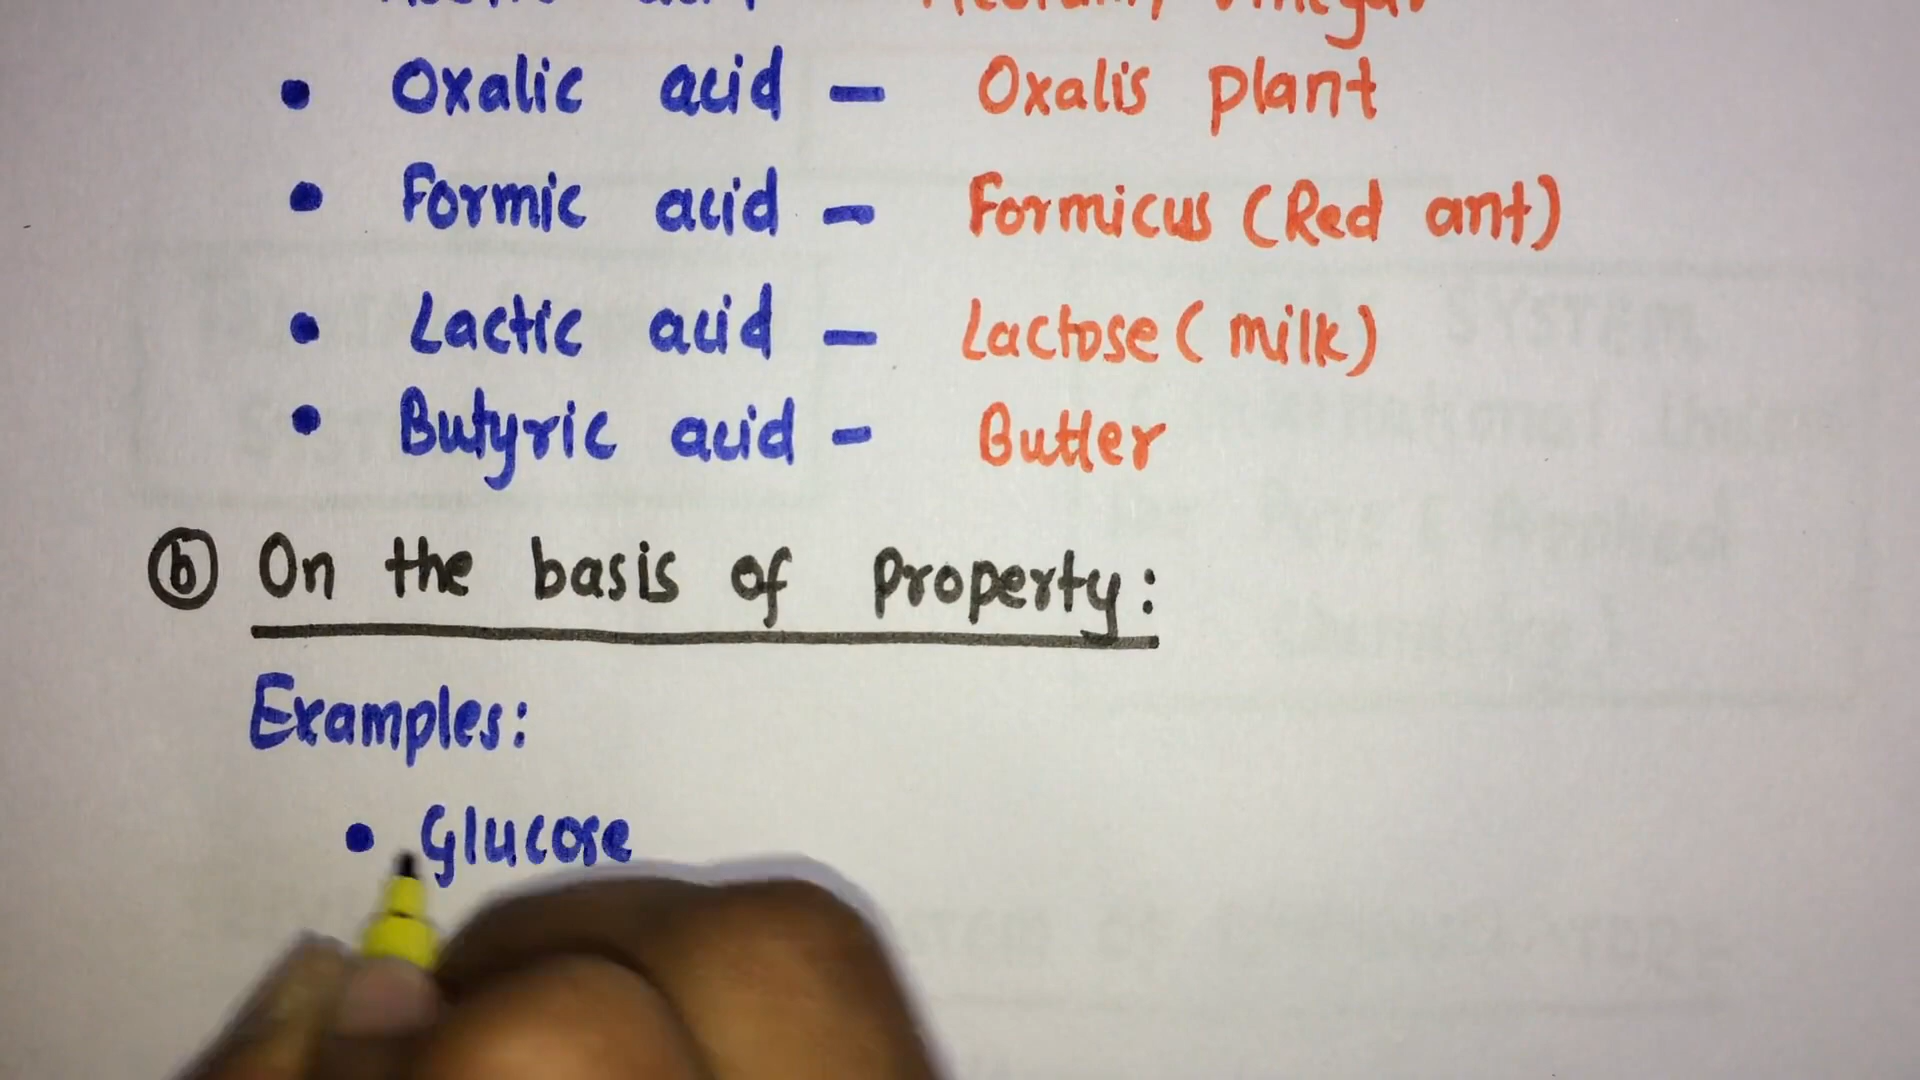 • Oxalic acid – Oxalis plant
• Formic acid – Formicus (Red ant)
• Lactic acid – Lactose ( milk)
• Butyric acid – Butter
ⓑ On the basis of Property:
Examples:
• Glucose